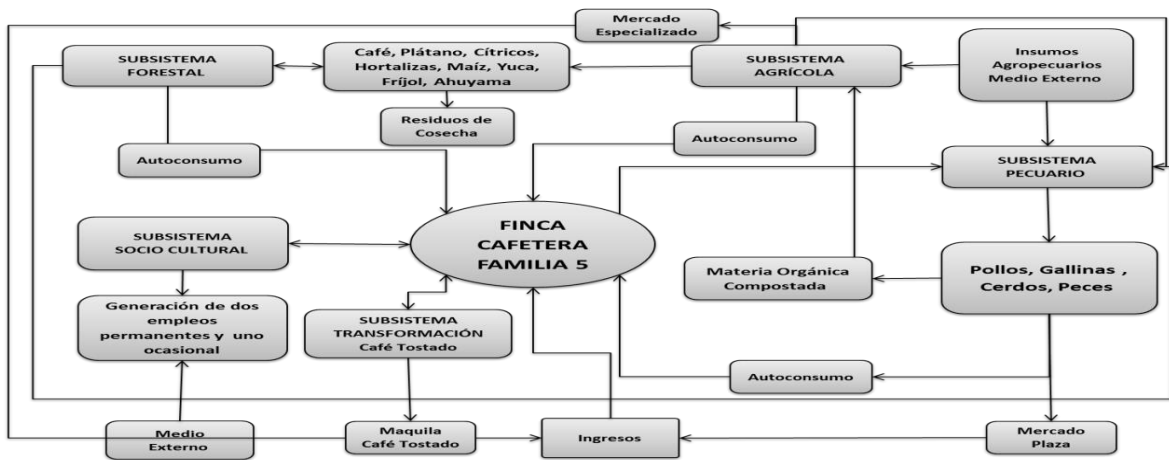 Mercado
Especializado
SUBSISTEMA
FORESTAL
Café, Plátano, Cítricos,
Hortalizas, Maíz, Yuca,
Fríjol, Ahuyama
SUBSISTEMA
AGRÍCOLA
Insumos
Agropecuarios
Medio Externo
Residuos de
Cosecha
Autoconsumo
Autoconsumo
SUBSISTEMA
PECUARIO
FINCA
CAFETERA
FAMILIA 5
SUBSISTEMA
SOCIO CULTURAL
Materia Orgánica
Compostada
Pollos, Gallinas ,
Cerdos, Peces
Generación de dos
empleos
permanentes y uno
ocasional
SUBSISTEMA
TRANSFORMACIÓN
Café Tostado
Autoconsumo
Medio
Externo
Maquila
Café Tostado
Ingresos
Mercado
Plaza